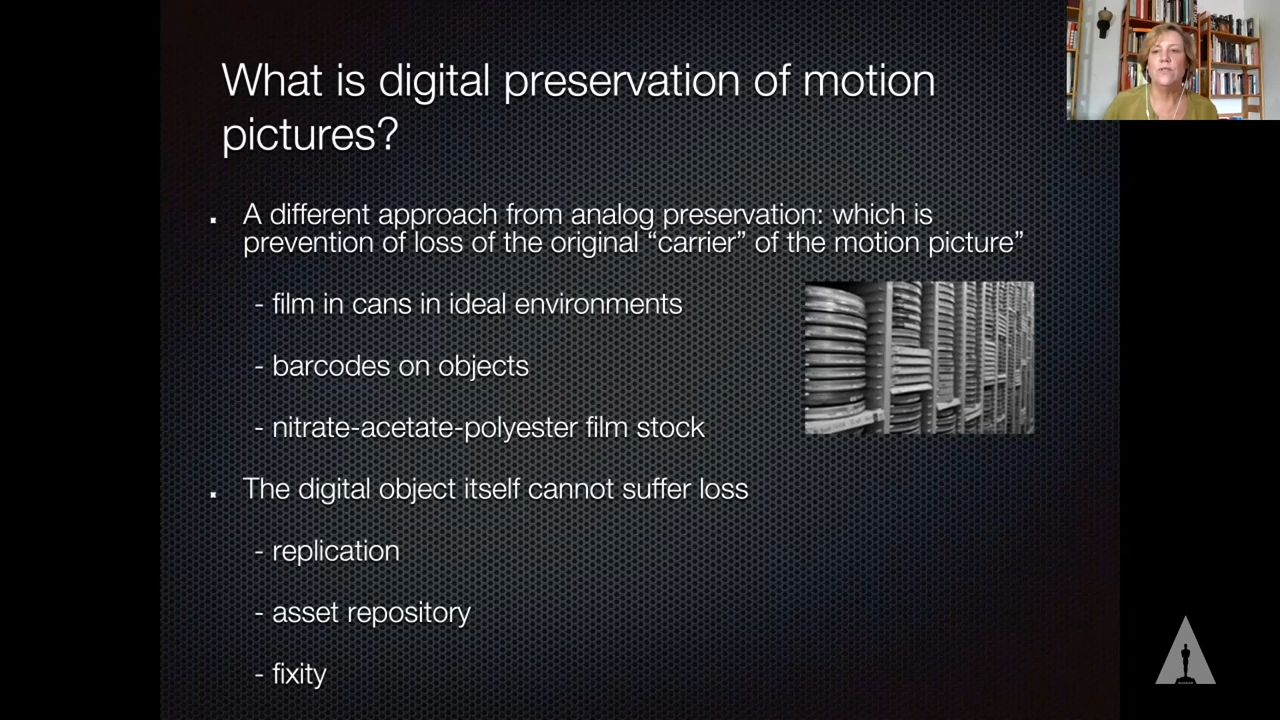 What is digital preservation of motion
pictures?
A different approach from analog preservation: which is
prevention of loss of the original “carrier” of the motion picture”
- film in cans in ideal environments
- barcodes on objects
- nitrate-acetate-polyester film stock
The digital object itself cannot suffer loss
- replication
- asset repository
- fixity